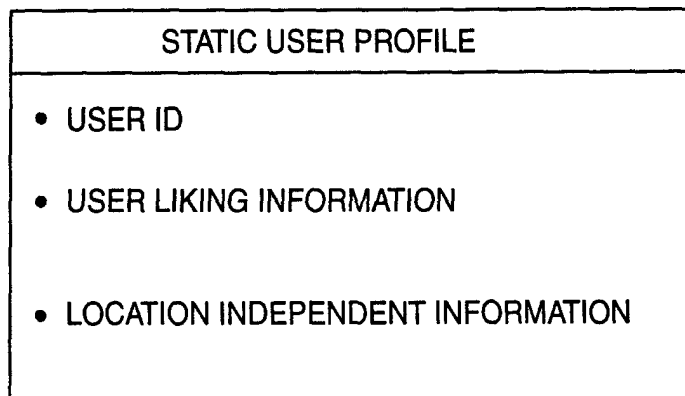 STATIC USER PROFILE
• USER ID
• USER LIKING INFORMATION
• LOCATION INDEPENDENT INFORMATION